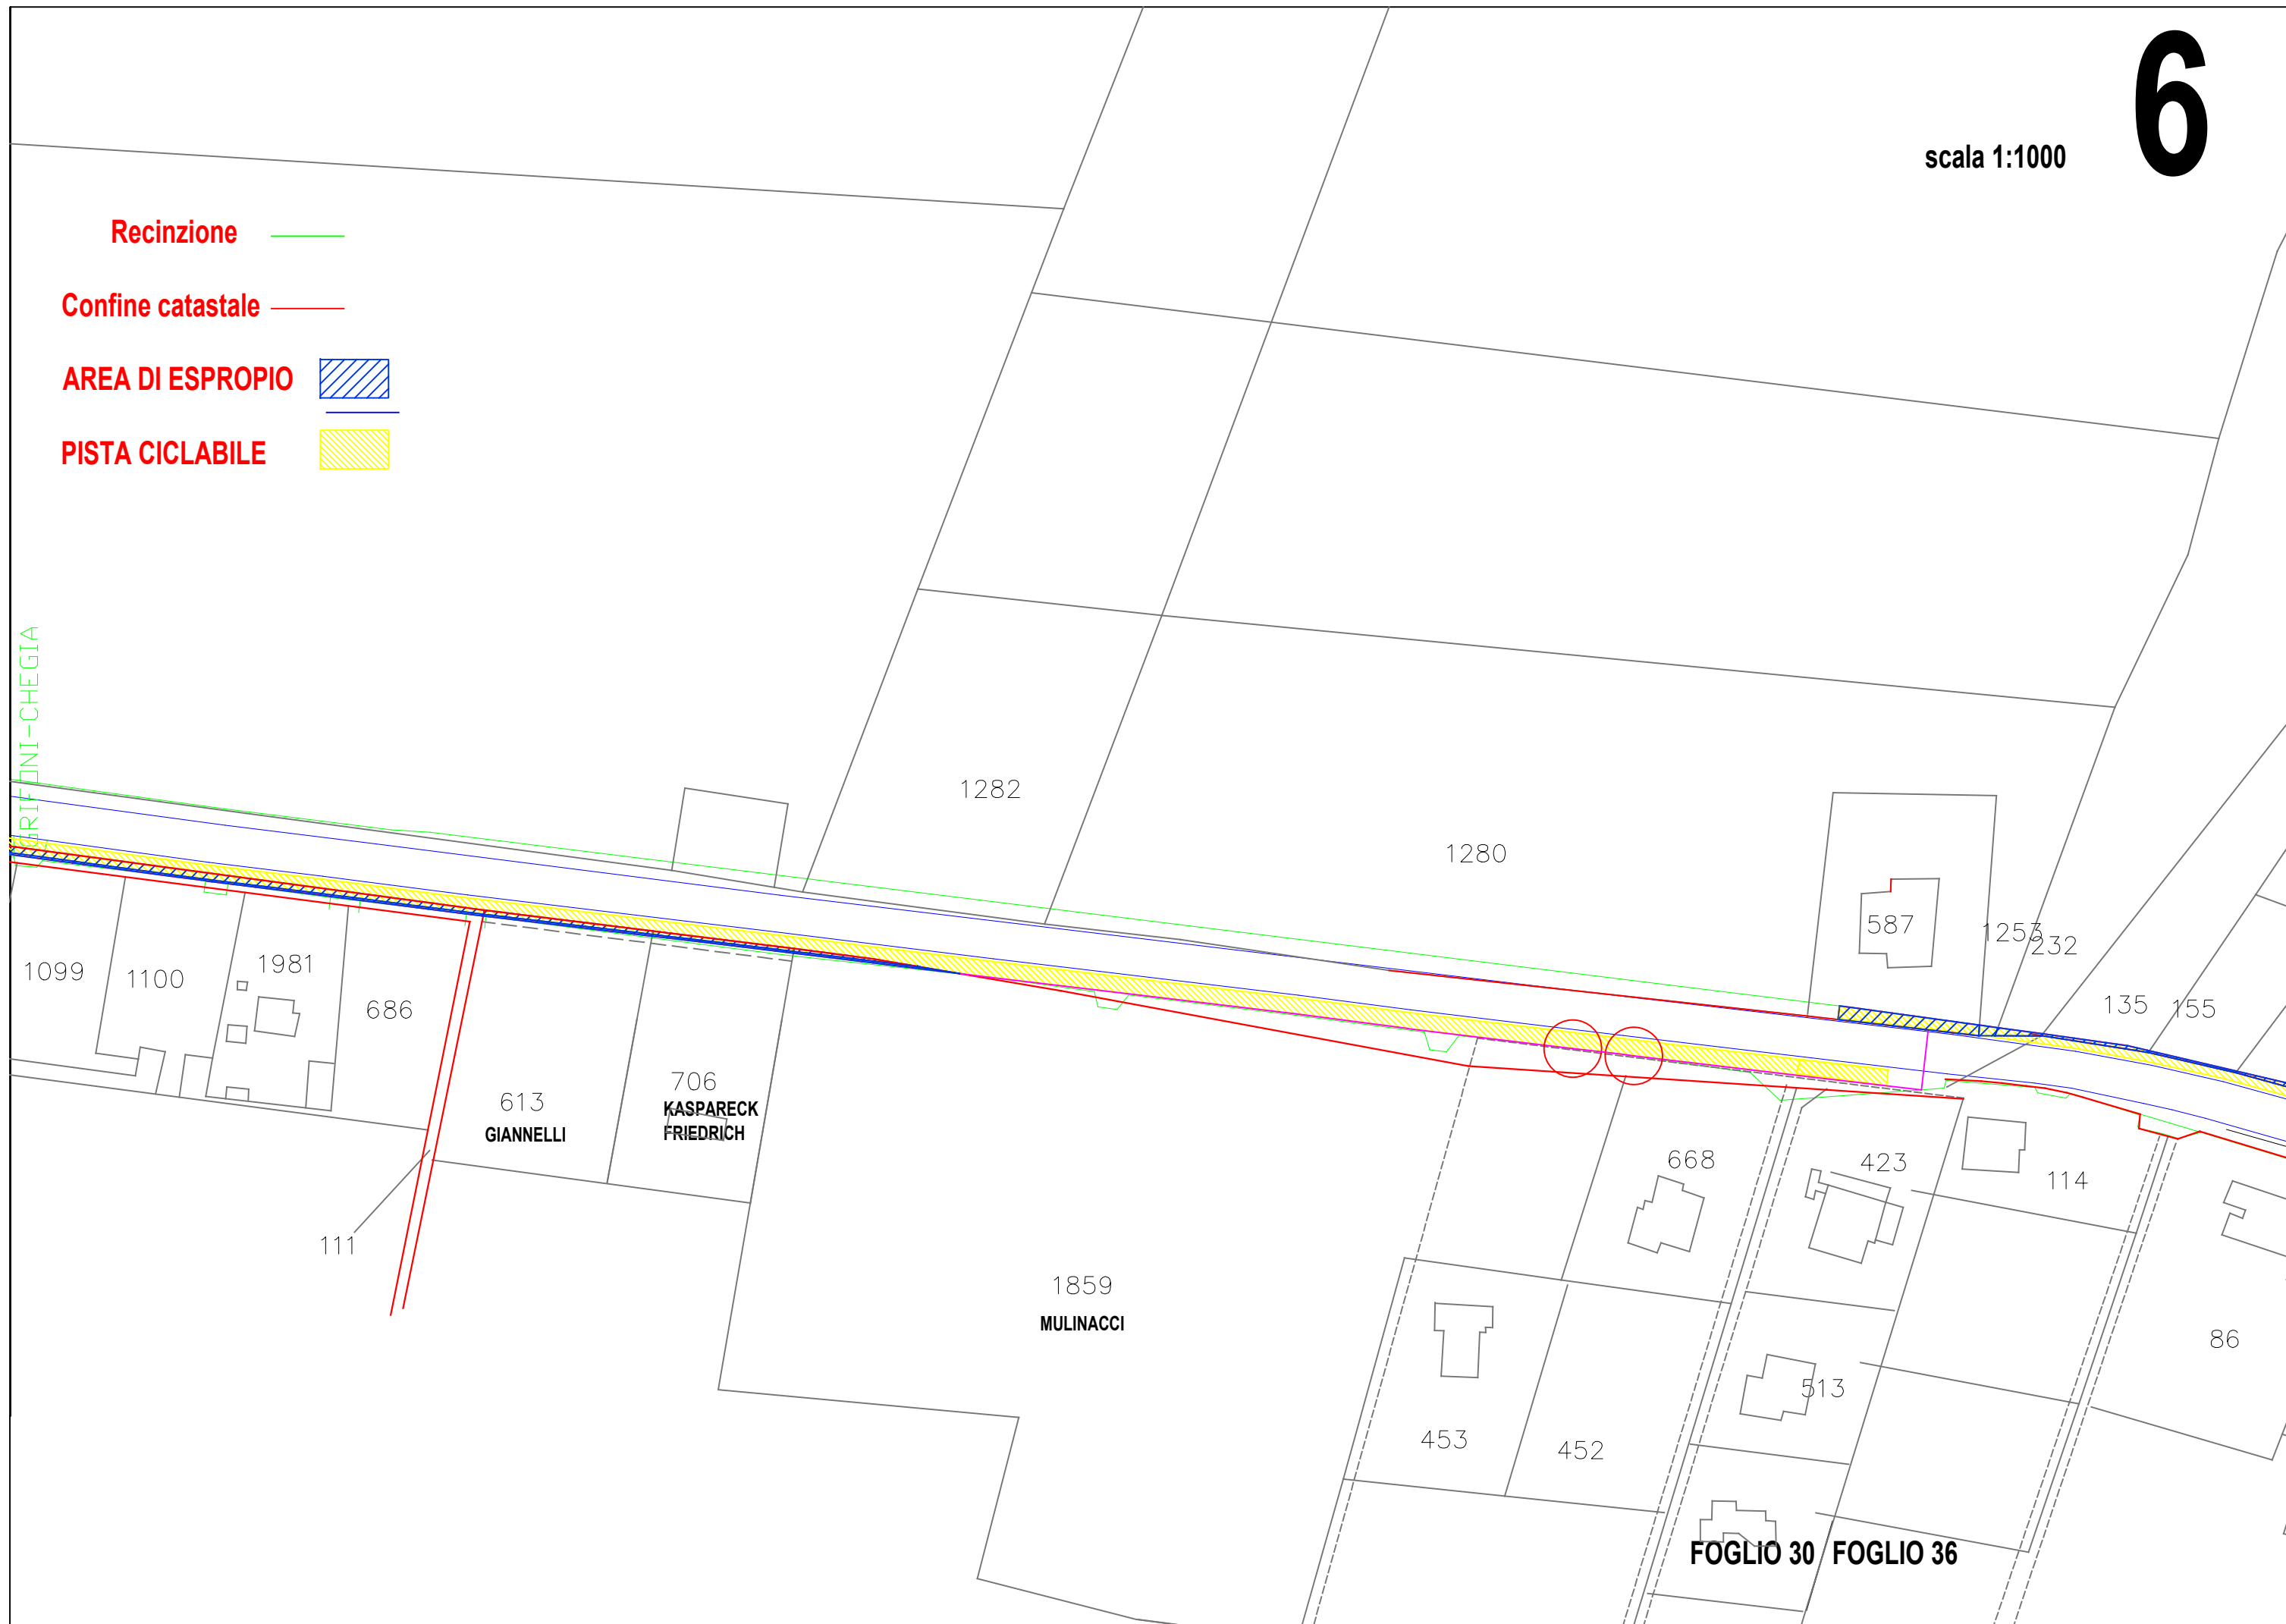 6
scala 1:1000
Recinzione
Confine catastale
AREA DI ESPROPIO
PISTA CICLABILE
GRIFONI-CHEGIA
1282
1280
587
1253
232
135
155
1099
1100
1981
686
613
GIANNELLI
706
KASPARECK
FRIEDRICH
111
1859
MULINACCI
668
423
114
86
453
452
513
FOGLIO 30
FOGLIO 36